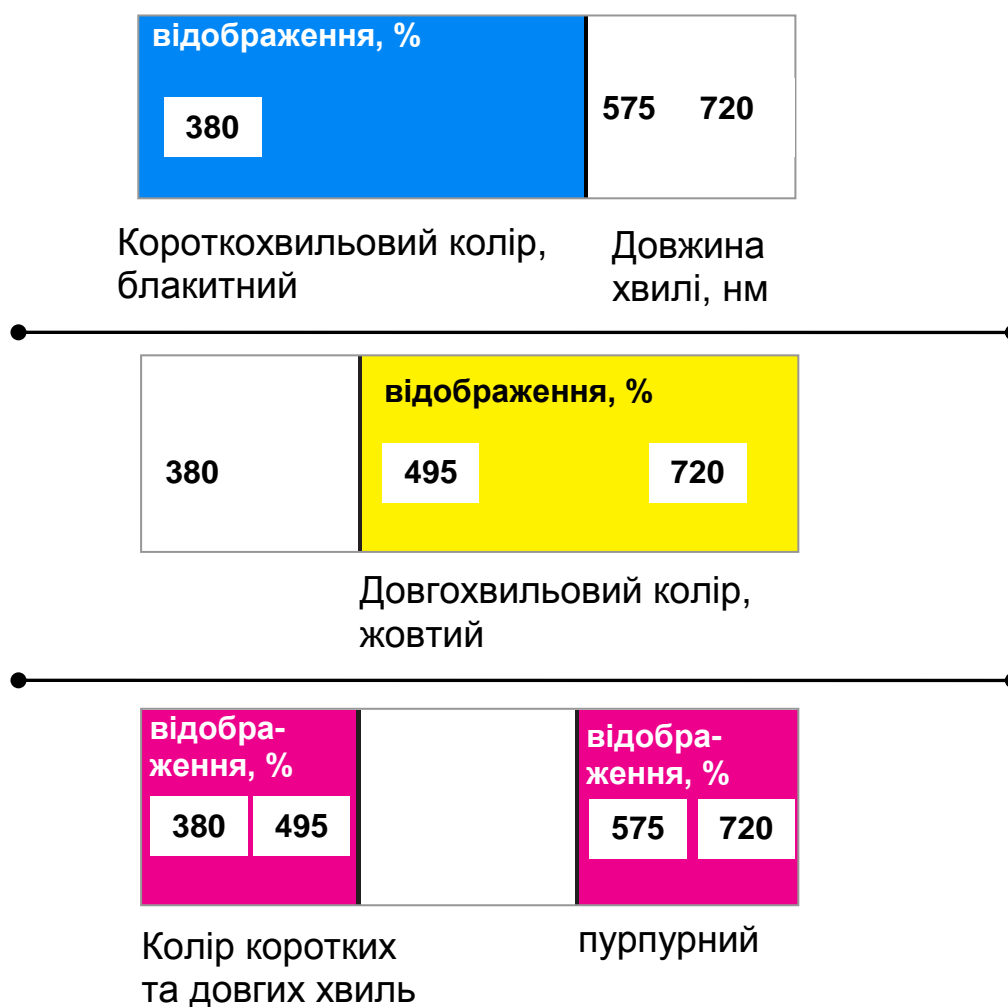 відображення, %
380
575 720
Короткохвильовий колір,
блакитний
Довжина
хвилі, нм
відображення, %
380
495
720
Довгохвильовий колір,
жовтий
відобра-
ження, %
380 495
відобра-
ження, %
575 720
Колір коротких
та довгих хвиль
пурпурний